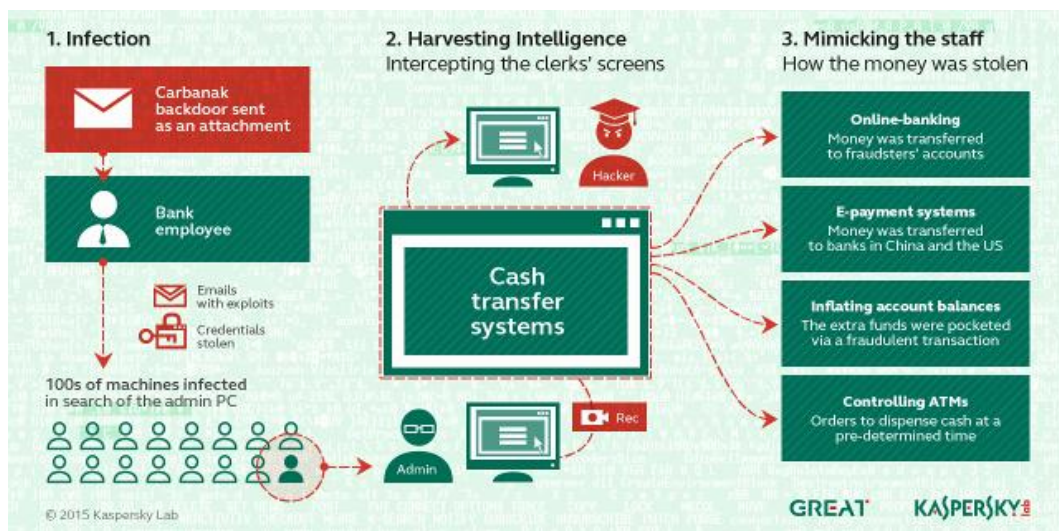 1. Infection
Carbanak
backdoor sent
as an attachment
Bank
employee
Emails
with exploits
Credentials
stolen
100s of machines infected
in search of the admin PC
2. Harvesting Intelligence
Intercepting the clerks' screens
Hacker
Cash
transfer
systems
Rec
Admin
3. Mimicking the staff
How the money was stolen
Online-banking
Money was transferred
to fraudsters' accounts
E-payment systems
Money was transferred
to banks in China and the US
Inflating account balances
The extra funds were pocketed
via a fraudulent transaction
Controlling ATMs
Orders to dispense cash at a
pre-determined time
© 2015 Kaspersky Lab
GREAT
KASPERSKY